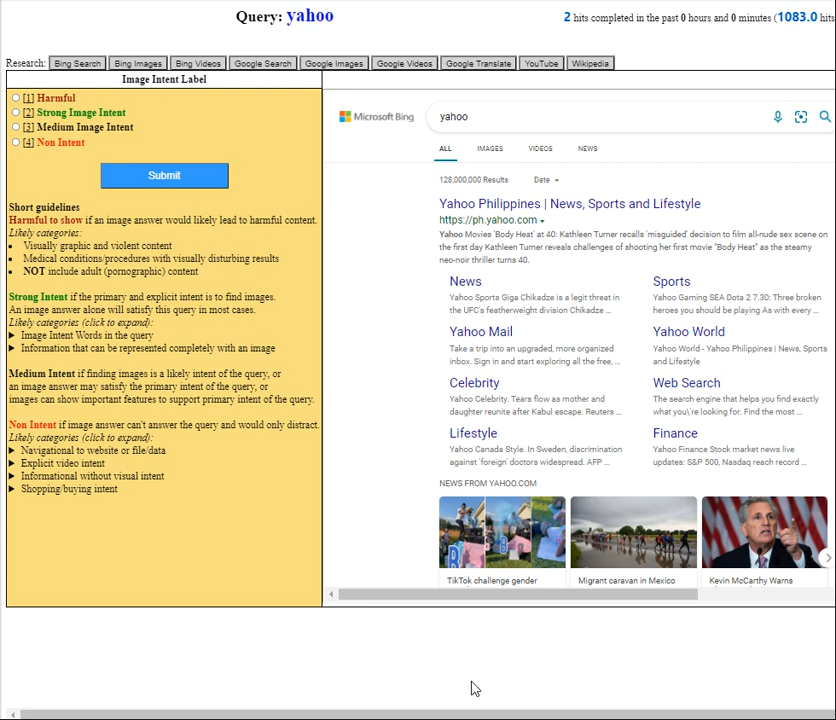 Query: yahoo
2 hits completed in the past 0 hours and 0 minutes (1083.0 hits
Research: Bing Search Bing Images Bing Videos Google Search Google Images Google Videos Google Translate YouTube Wikipedia
Image Intent Label
[1] Harmful
[2] Strong Image Intent
[3] Medium Image Intent
[4] Non Intent
Submit
Short guidelines
Harmful to show if an image answer would likely lead to harmful content.
Likely categories:
Visually graphic and violent content
Medical conditions/procedures with visually disturbing results
NOT include adult (pornographic) content
Strong Intent if the primary and explicit intent is to find images.
An image answer alone will satisfy this query in most cases.
Likely categories (click to expand):
Image Intent Words in the query
Information that can be represented completely with an image
Medium Intent if finding images is a likely intent of the query, or
an image answer may satisfy the primary intent of the query, or
images can show important features to support primary intent of the query.
Non Intent if image answer can't answer the query and would only distract.
Likely categories (click to expand):
Navigational to website or file/data
Explicit video intent
Informational without visual intent
Shopping/buying intent
Microsoft Bing
yahoo
ALL IMAGES VIDEOS NEWS
128,000,000 Results Date
Yahoo Philippines | News, Sports and Lifestyle
https://ph.yahoo.com
Yahoo Movies 'Body Heat' at 40: Kathleen Turner recalls 'misguided' decision to film all-nude sex scene on
the first day Kathleen Turner reveals challenges of shooting her first movie "Body Heat" as the steamy
neo-noir thriller turns 40.
News
Yahoo Sports Giga Chikadze is a legit threat in
the UFC's featherweight division Chikadze ...
Sports
Yahoo Gaming SEA Dota 2 7.30: Three broken
heroes you should be playing As with every ...
Yahoo Mail
Take a trip into an upgraded, more organized
inbox. Sign in and start exploring all the free, ...
Yahoo World
Yahoo World - Yahoo Philippines | News, Sports
and Lifestyle
Celebrity
Yahoo Celebrity. Tears flow as mother and
daughter reunite after Kabul escape. Reuters ...
Web Search
The search engine that helps you find exactly
what you\'re looking for. Find the most ...
Lifestyle
Yahoo Canada Style. In Sweden, discrimination
against 'foreign' doctors widespread. AFP ...
Finance
Yahoo Finance Stock market news live
updates: S&P 500, Nasdaq reach record ...
NEWS FROM YAHOO.COM
TikTok challenge gender
Migrant caravan in Mexico
Kevin McCarthy Warns